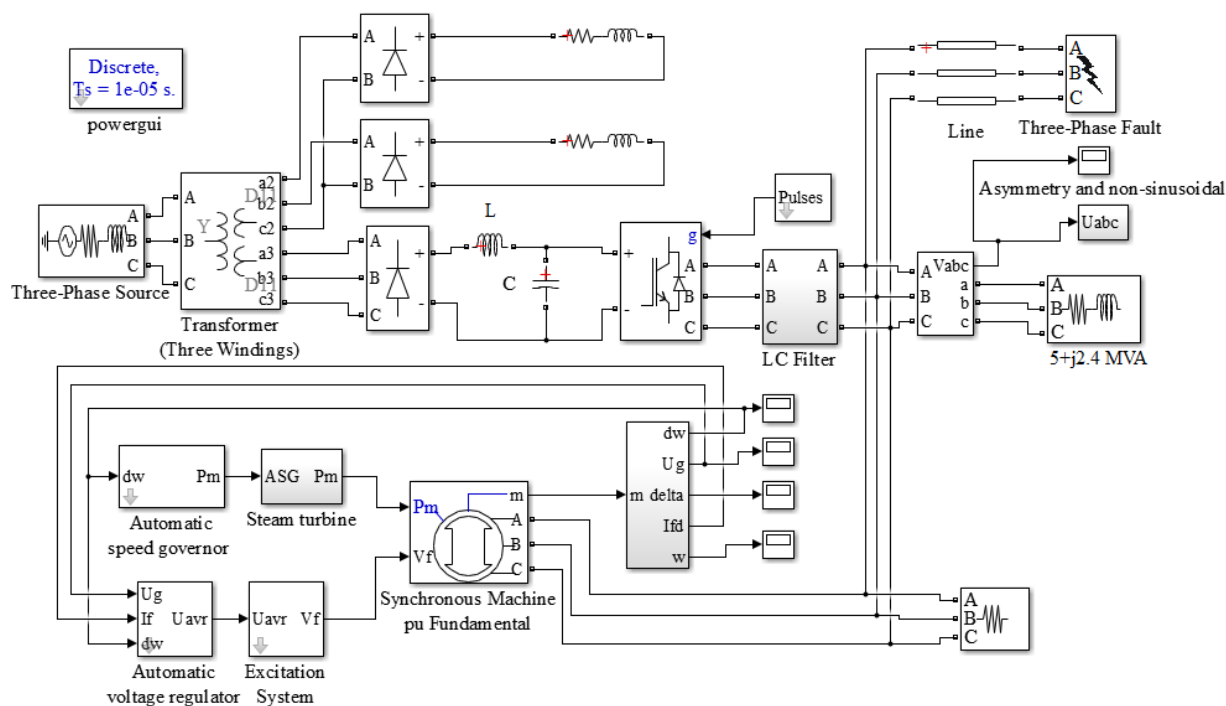 Discrete,
Ts = 1e-05 s.
powergui
A
B
+
-
A
B
+
-
A
B
C
+
-
A
B
C
Three-Phase Source
A
B
C
Y
D11
D11
a2
b2
c2
a3
b3
c3
Transformer
(Three Windings)
L
C
+
-
g
A
B
C
Pulses
A
B
C
A
B
C
LC Filter
Line
A
B
C
Three-Phase Fault
Asymmetry and non-sinusoidal
Uabc
A
B
C
Vabc
a
b
c
A
B
C
5+j2.4 MVA
dw
Pm
Automatic
speed governor
ASG
Pm
Steam turbine
Pm
Vf
m
A
B
C
Synchronous Machine
pu Fundamental
m
dw
Ug
delta
Ifd
w
Ug
If
dw
Uavr
Automatic
voltage regulator
Uavr
Vf
Excitation
System
A
B
C